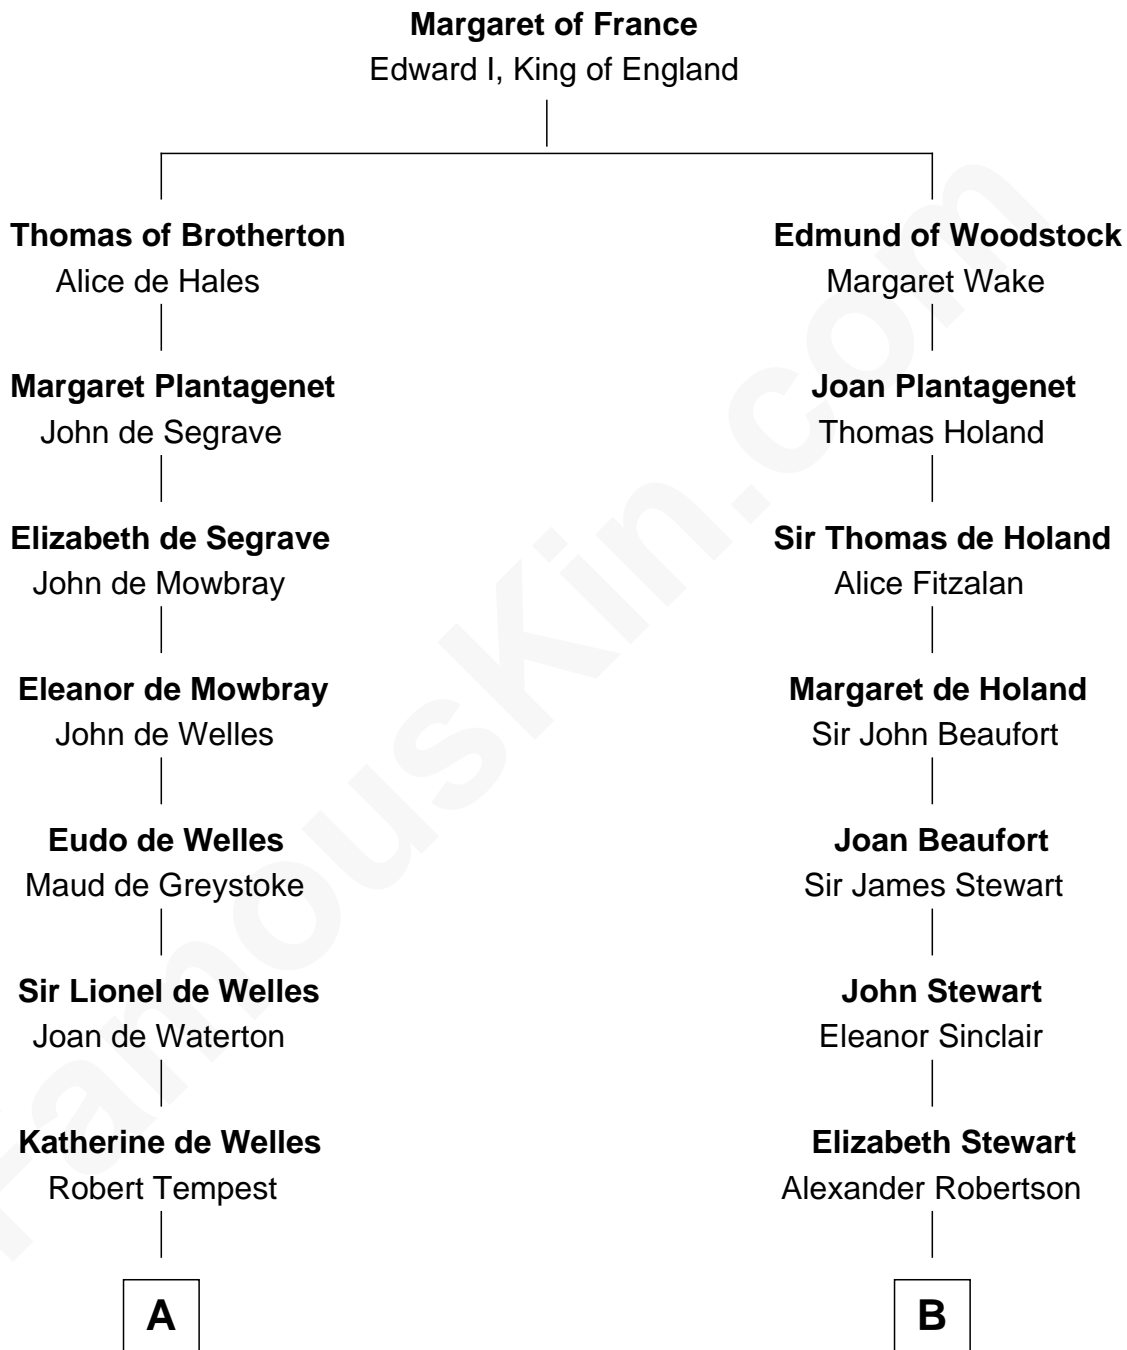 Margaret of France
Edward I, King of England
Thomas of Brotherton
Alice de Hales
Edmund of Woodstock
Margaret Wake
Margaret Plantagenet
John de Segrave
Joan Plantagenet
Thomas Holand
Elizabeth de Segrave
John de Mowbray
Sir Thomas de Holand
Alice Fitzalan
Eleanor de Mowbray
John de Welles
Margaret de Holand
Sir John Beaufort
Eudo de Welles
Maud de Greystoke
Joan Beaufort
Sir James Stewart
Sir Lionel de Welles
Joan de Waterton
John Stewart
Eleanor Sinclair
Katherine de Welles
Robert Tempest
Elizabeth Stewart
Alexander Robertson
A
B
FamousKin.com